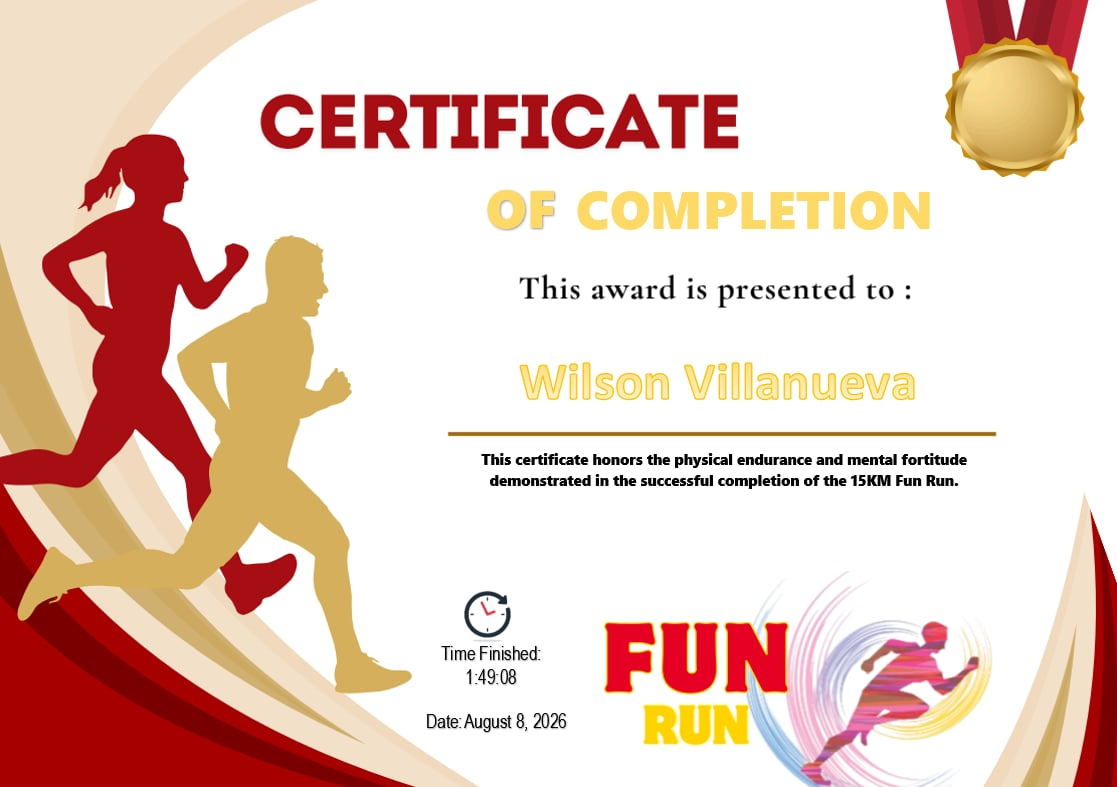 CERTIFICATE
OF COMPLETION
This award is presented to :
Wilson Villanueva
This certificate honors the physical endurance and mental fortitude
demonstrated in the successful completion of the 15KM Fun Run.
Time Finished:
1:49:08
Date: August 8, 2026
FUN
RUN